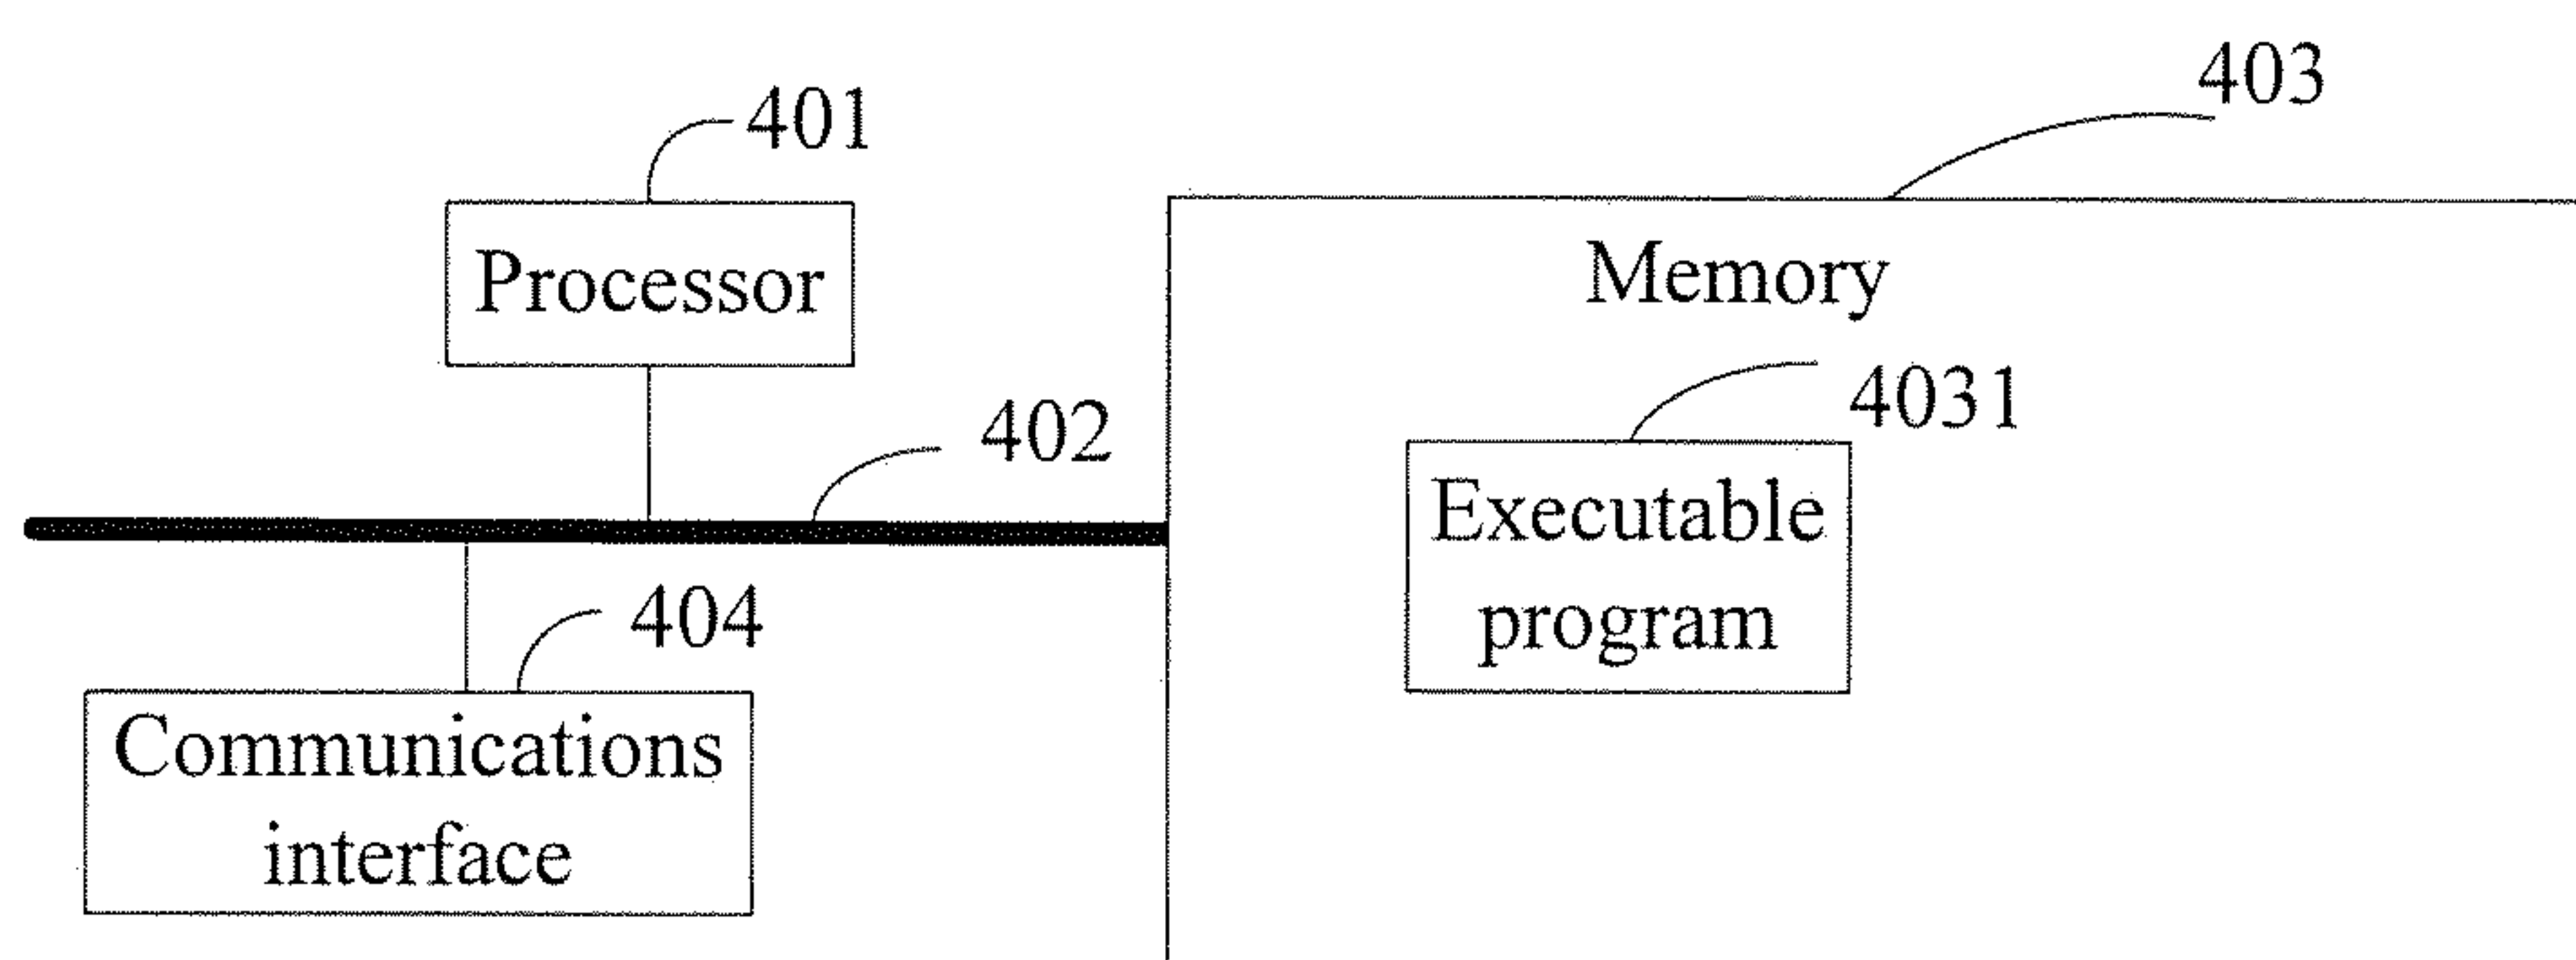 403
401
Processor
Memory
4031
402
Executable
program
404
Communications
interface